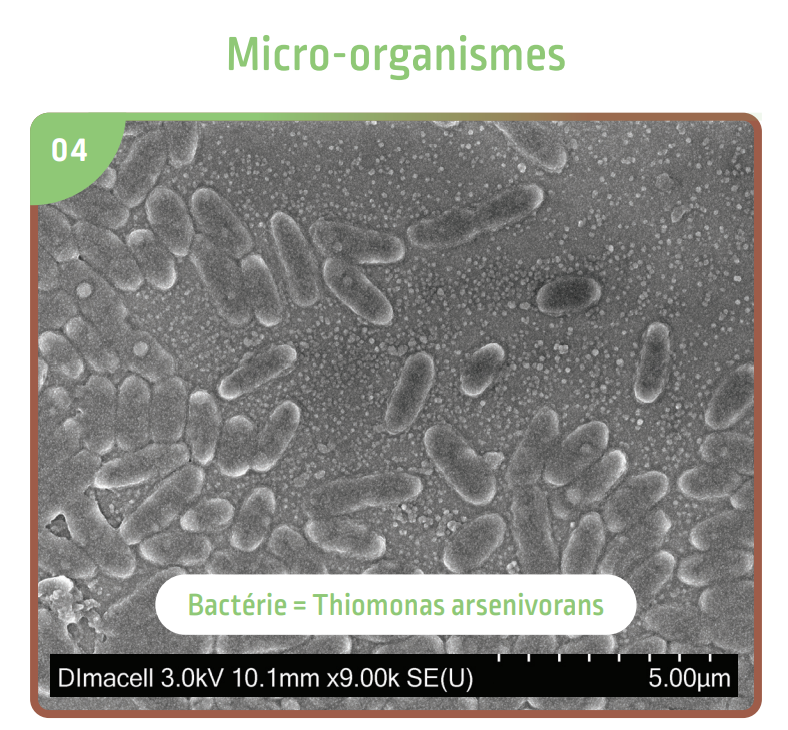 Micro-organismes
04
Bactérie = Thiomonas arsenivorans
DImacell 3.0kV 10.1mm x9.00k SE(U)
5.00µm